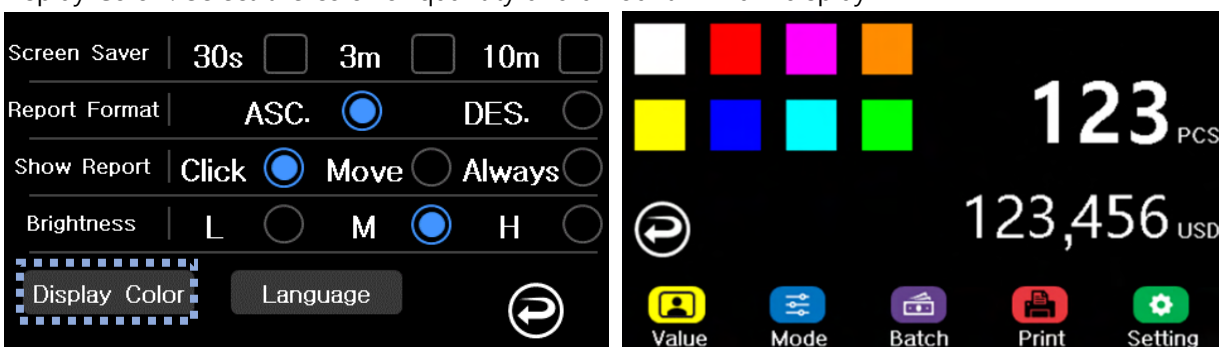 Screen Saver 30s 3m 10m
Report Format ASC. DES.
Show Report Click Move Always
Brightness L M H
Display Color Language
123 PCS
123,456 USD
Value Mode Batch Print Setting